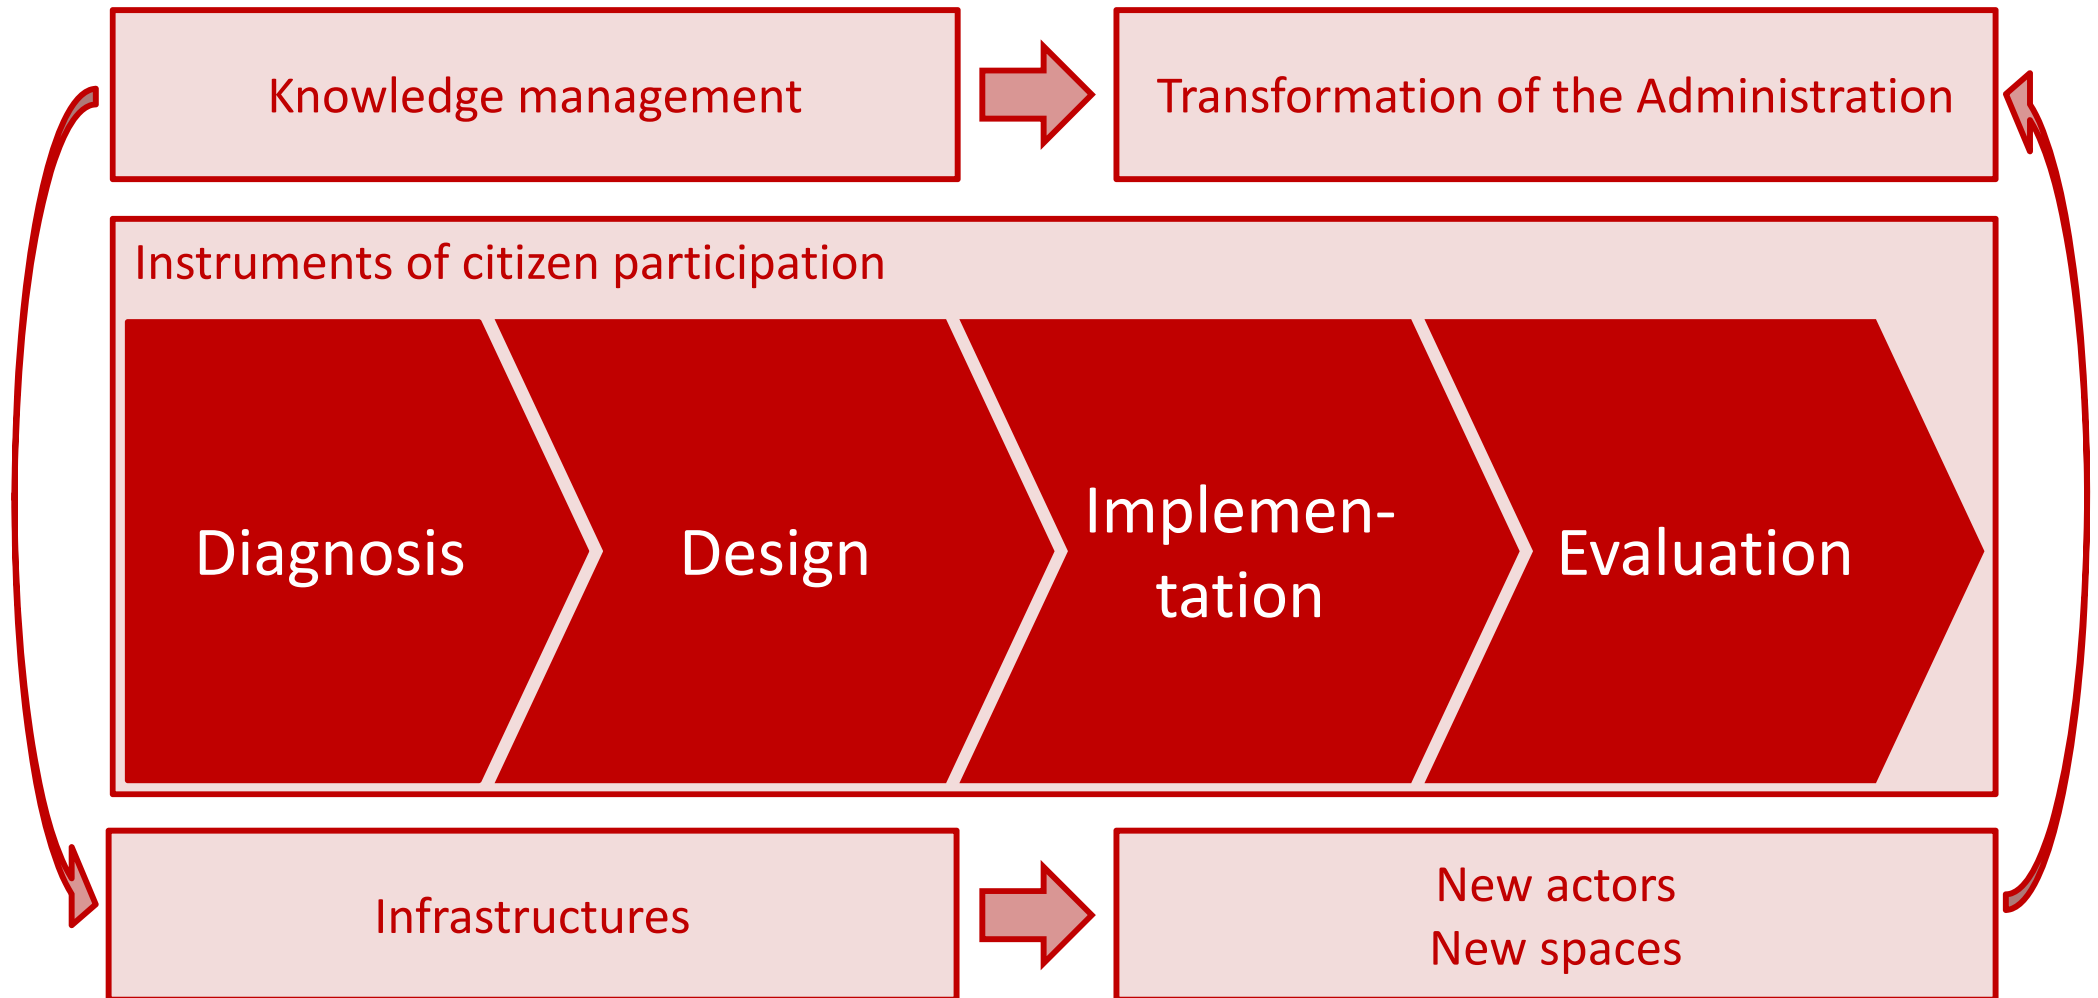 Knowledge management
Transformation of the Administration
Instruments of citizen participation
Diagnosis
Design
Implemen-
tation
Evaluation
Infrastructures
New actors
New spaces